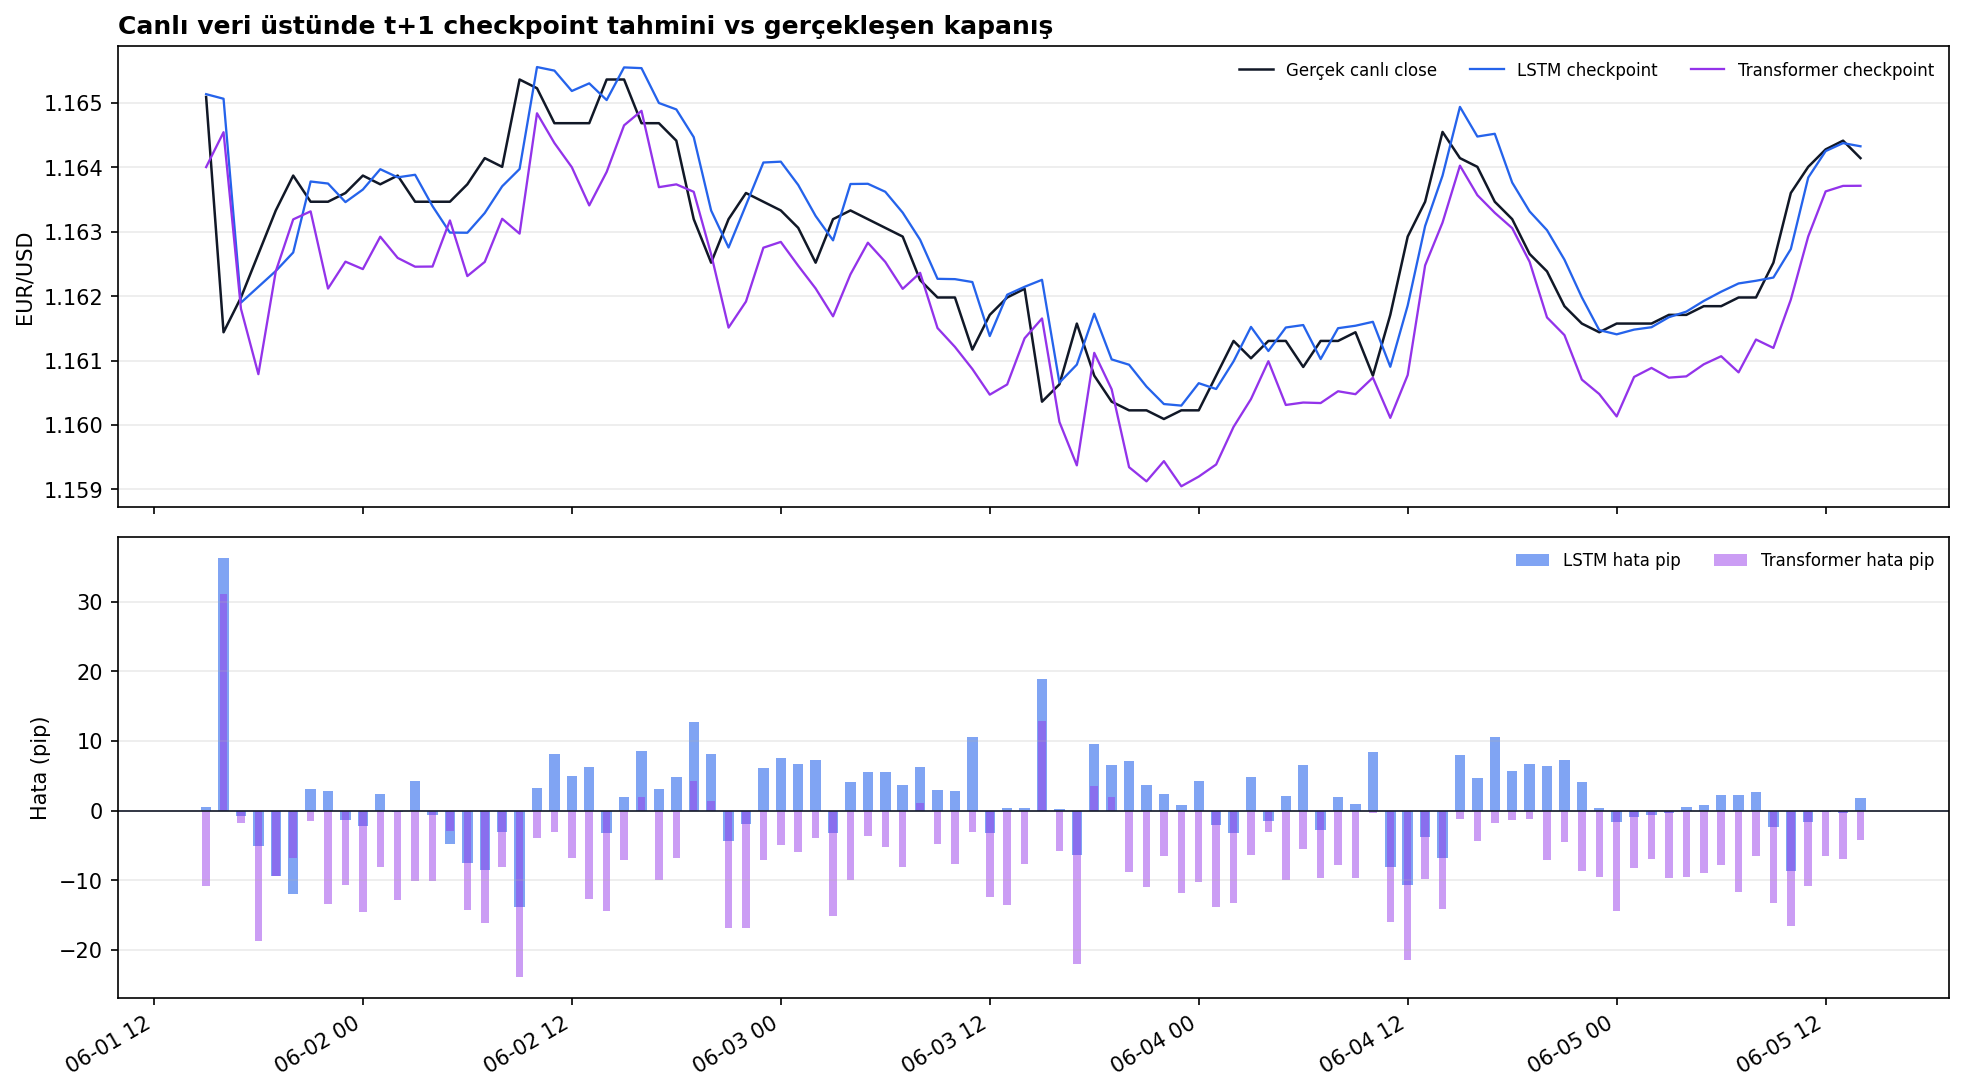 Canlı veri üstünde t+1 checkpoint tahmini vs gerçekleşen kapanış
Gerçek canlı close
LSTM checkpoint
Transformer checkpoint
EUR/USD
1.165
1.164
1.163
1.162
1.161
1.160
1.159
LSTM hata pip
Transformer hata pip
Hata (pip)
30
20
10
0
−10
−20
06-01 12
06-02 00
06-02 12
06-03 00
06-03 12
06-04 00
06-04 12
06-05 00
06-05 12